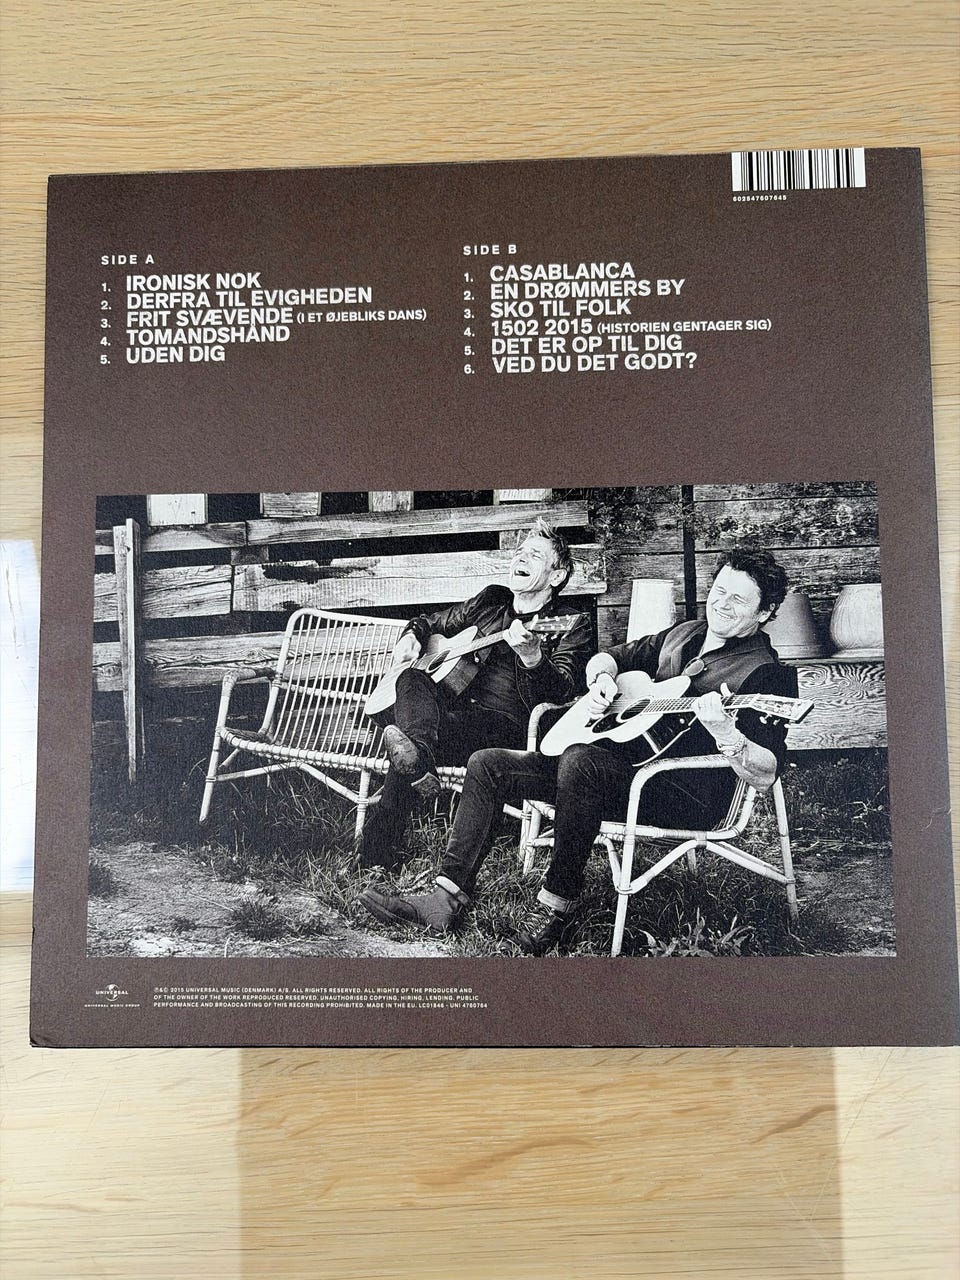 602547607645
SIDE A
1. IRONISK NOK
2. DERFRA TIL EVIGHEDEN
3. FRIT SVÆVENDE (I ET ØJEBLIKS DANS)
4. TOMANDSHÅND
5. UDEN DIG
SIDE B
1. CASABLANCA
2. EN DRØMMERS BY
3. SKO TIL FOLK
4. 1502 2015 (HISTORIEN GENTAGER SIG)
5. DET ER OP TIL DIG
6. VED DU DET GODT?
UNIVERSAL
UNIVERSAL MUSIC GROUP
℗&© 2015 UNIVERSAL MUSIC (DENMARK) A/S. ALL RIGHTS RESERVED. ALL RIGHTS OF THE PRODUCER AND
OF THE OWNER OF THE WORK REPRODUCED RESERVED. UNAUTHORISED COPYING, HIRING, LENDING, PUBLIC
PERFORMANCE AND BROADCASTING OF THIS RECORDING PROHIBITED. MADE IN THE EU. LC01846 - UNI 4760764